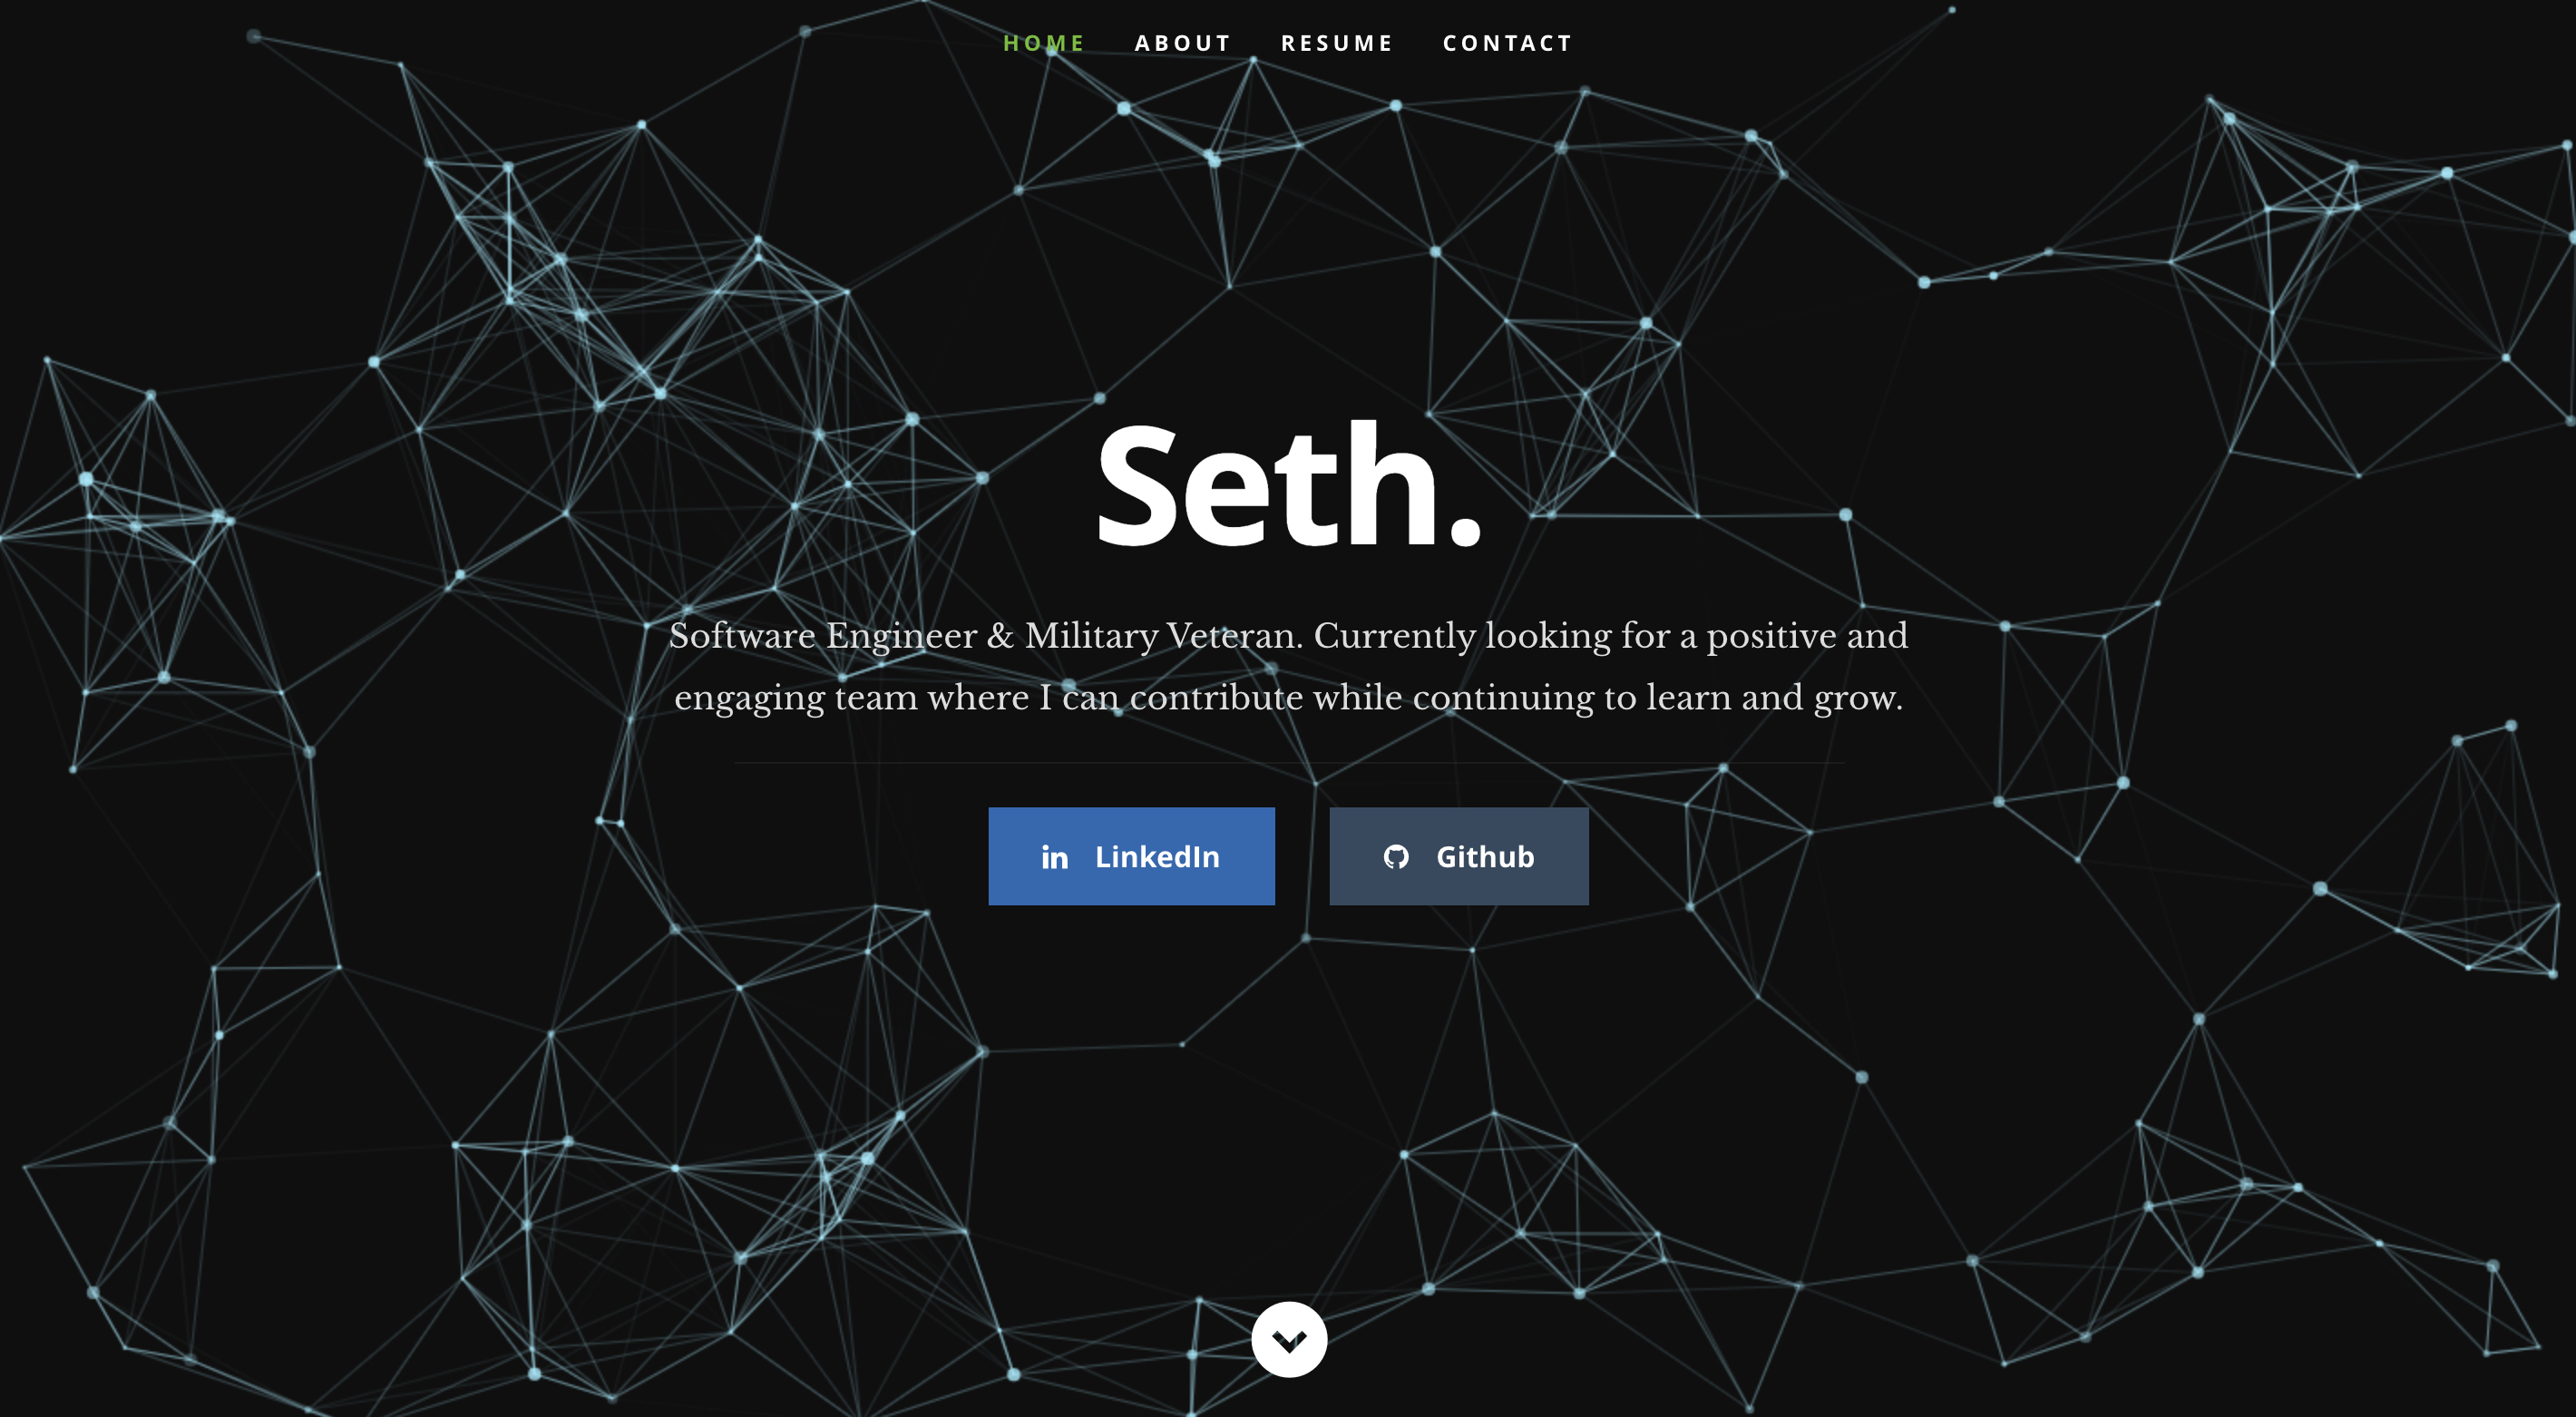 HOME ABOUT RESUME CONTACT
Seth.
Software Engineer & Military Veteran. Currently looking for a positive and
engaging team where I can contribute while continuing to learn and grow.
in LinkedIn Github